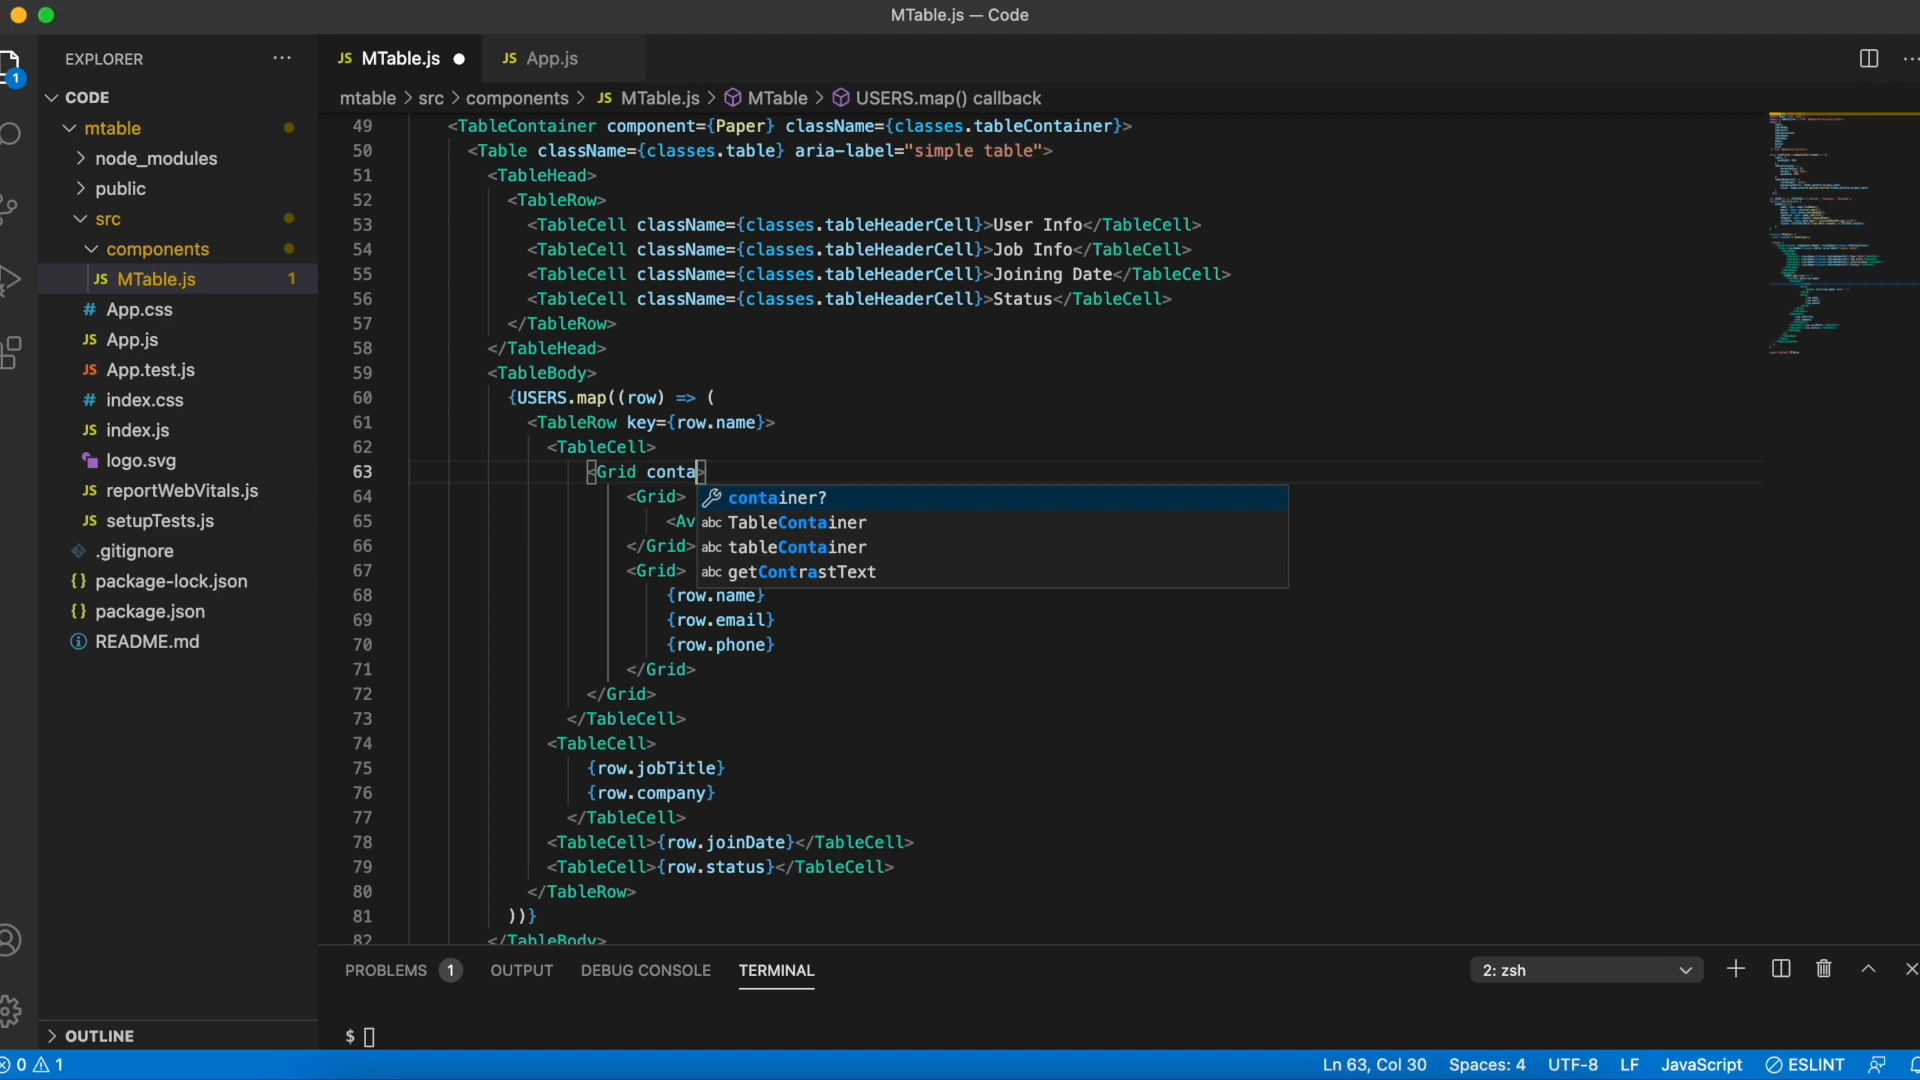 MTable.js — Code
1
EXPLORER
CODE
mtable
node_modules
public
src
components
JS MTable.js 1
# App.css
JS App.js
JS App.test.js
# index.css
JS index.js
logo.svg
JS reportWebVitals.js
JS setupTests.js
.gitignore
{} package-lock.json
{} package.json
README.md
OUTLINE
JS MTable.js
JS App.js
mtable > src > components > JS MTable.js > MTable > USERS.map() callback
49 <TableContainer component={Paper} className={classes.tableContainer}>
50 <Table className={classes.table} aria-label="simple table">
51 <TableHead>
52 <TableRow>
53 <TableCell className={classes.tableHeaderCell}>User Info</TableCell>
54 <TableCell className={classes.tableHeaderCell}>Job Info</TableCell>
55 <TableCell className={classes.tableHeaderCell}>Joining Date</TableCell>
56 <TableCell className={classes.tableHeaderCell}>Status</TableCell>
57 </TableRow>
58 </TableHead>
59 <TableBody>
60 {USERS.map((row) => (
61 <TableRow key={row.name}>
62 <TableCell>
63 <Grid conta>
64 <Grid>
65 <Av
66 </Grid>
67 <Grid>
68 {row.name}
69 {row.email}
70 {row.phone}
71 </Grid>
72 </Grid>
73 </TableCell>
74 <TableCell>
75 {row.jobTitle}
76 {row.company}
77 </TableCell>
78 <TableCell>{row.joinDate}</TableCell>
79 <TableCell>{row.status}</TableCell>
80 </TableRow>
81 ))}
82 </TableBody>
container?
abc TableContainer
abc tableContainer
abc getContrastText
PROBLEMS 1 OUTPUT DEBUG CONSOLE TERMINAL
2: zsh
$
0 1
Ln 63, Col 30 Spaces: 4 UTF-8 LF JavaScript ESLINT